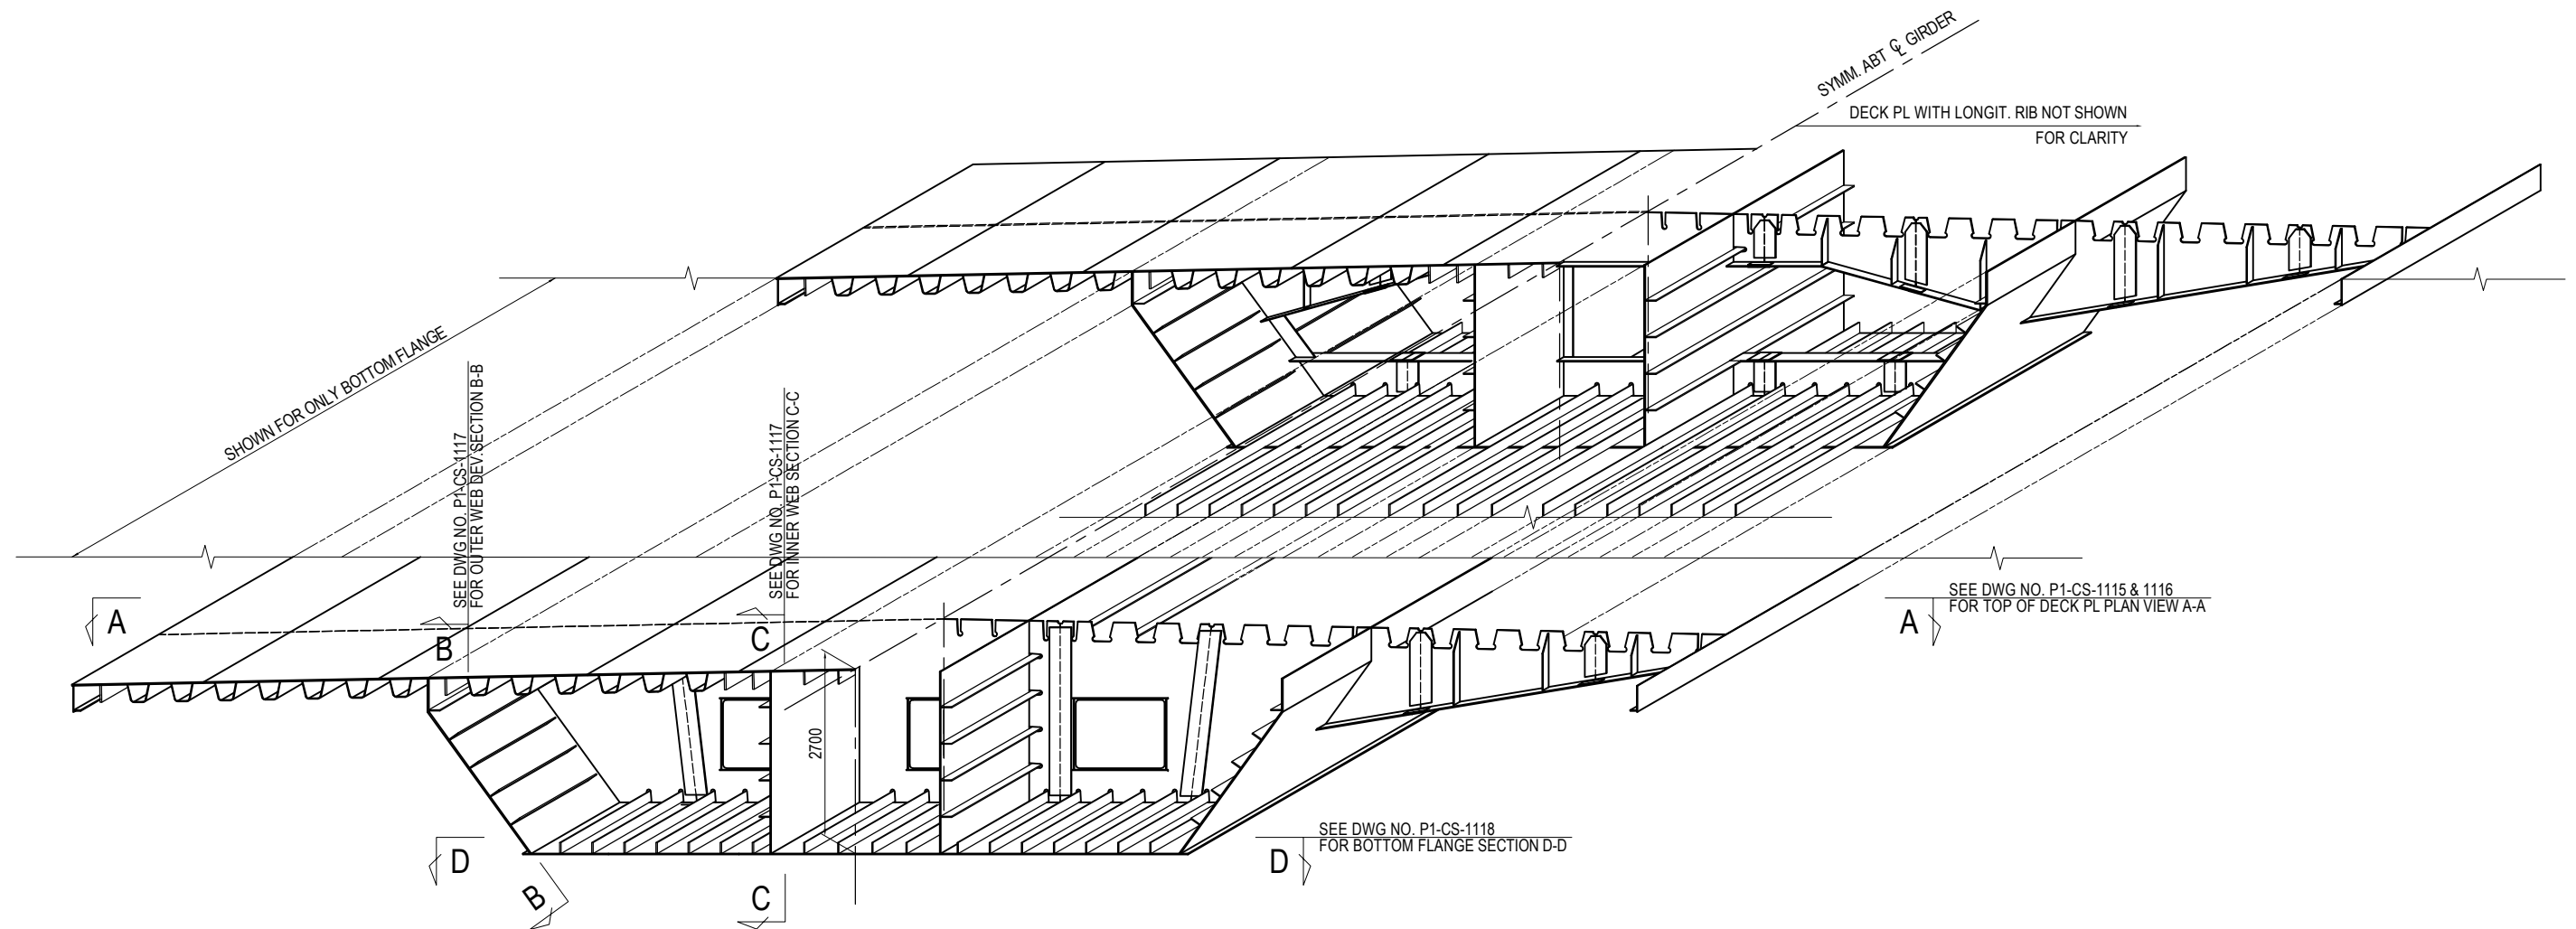 SYMM. ABT ℄ GIRDER
DECK PL WITH LONGIT. RIB NOT SHOWN
FOR CLARITY
SHOWN FOR ONLY BOTTOM FLANGE
SEE DWG NO. P1-CS-1117
FOR OUTER WEB DEV.SECTION B-B
SEE DWG NO. P1-CS-1117
FOR INNER WEB SECTION C-C
A
B
C
A
SEE DWG NO. P1-CS-1115 & 1116
FOR TOP OF DECK PL PLAN VIEW A-A
2700
D
B
C
D
SEE DWG NO. P1-CS-1118
FOR BOTTOM FLANGE SECTION D-D